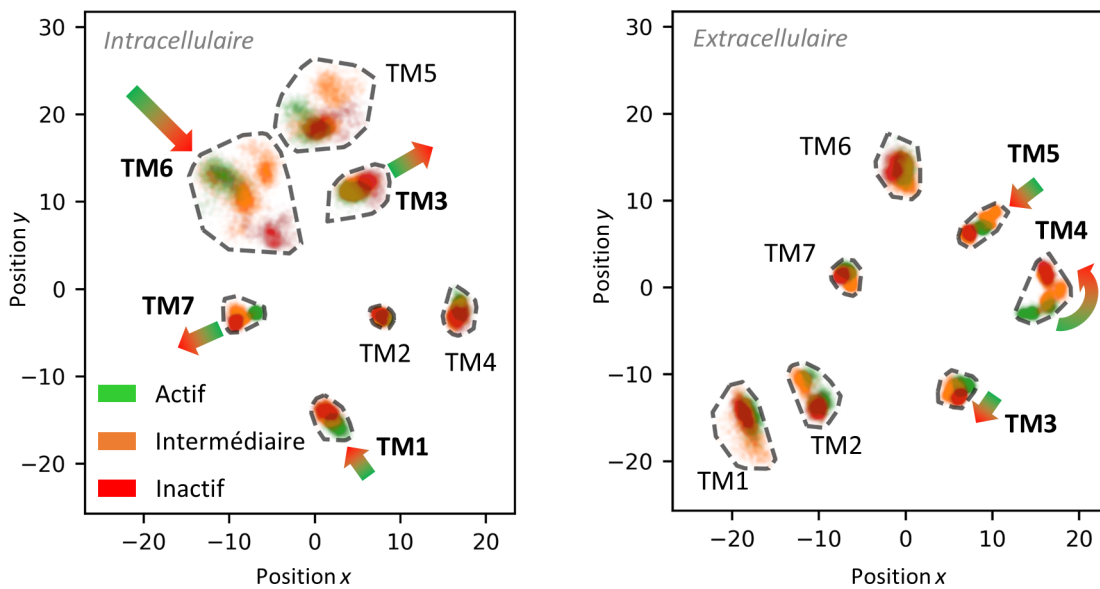 Intracellulaire
30
20
10
0
−10
−20
Position y
TM5
TM6
TM3
TM7
TM2
TM4
TM1
Actif
Intermédiaire
Inactif
−20 −10 0 10 20
Position x
Extracellulaire
30
20
10
0
−10
−20
Position y
TM6
TM5
TM4
TM7
TM3
TM2
TM1
−20 −10 0 10 20
Position x